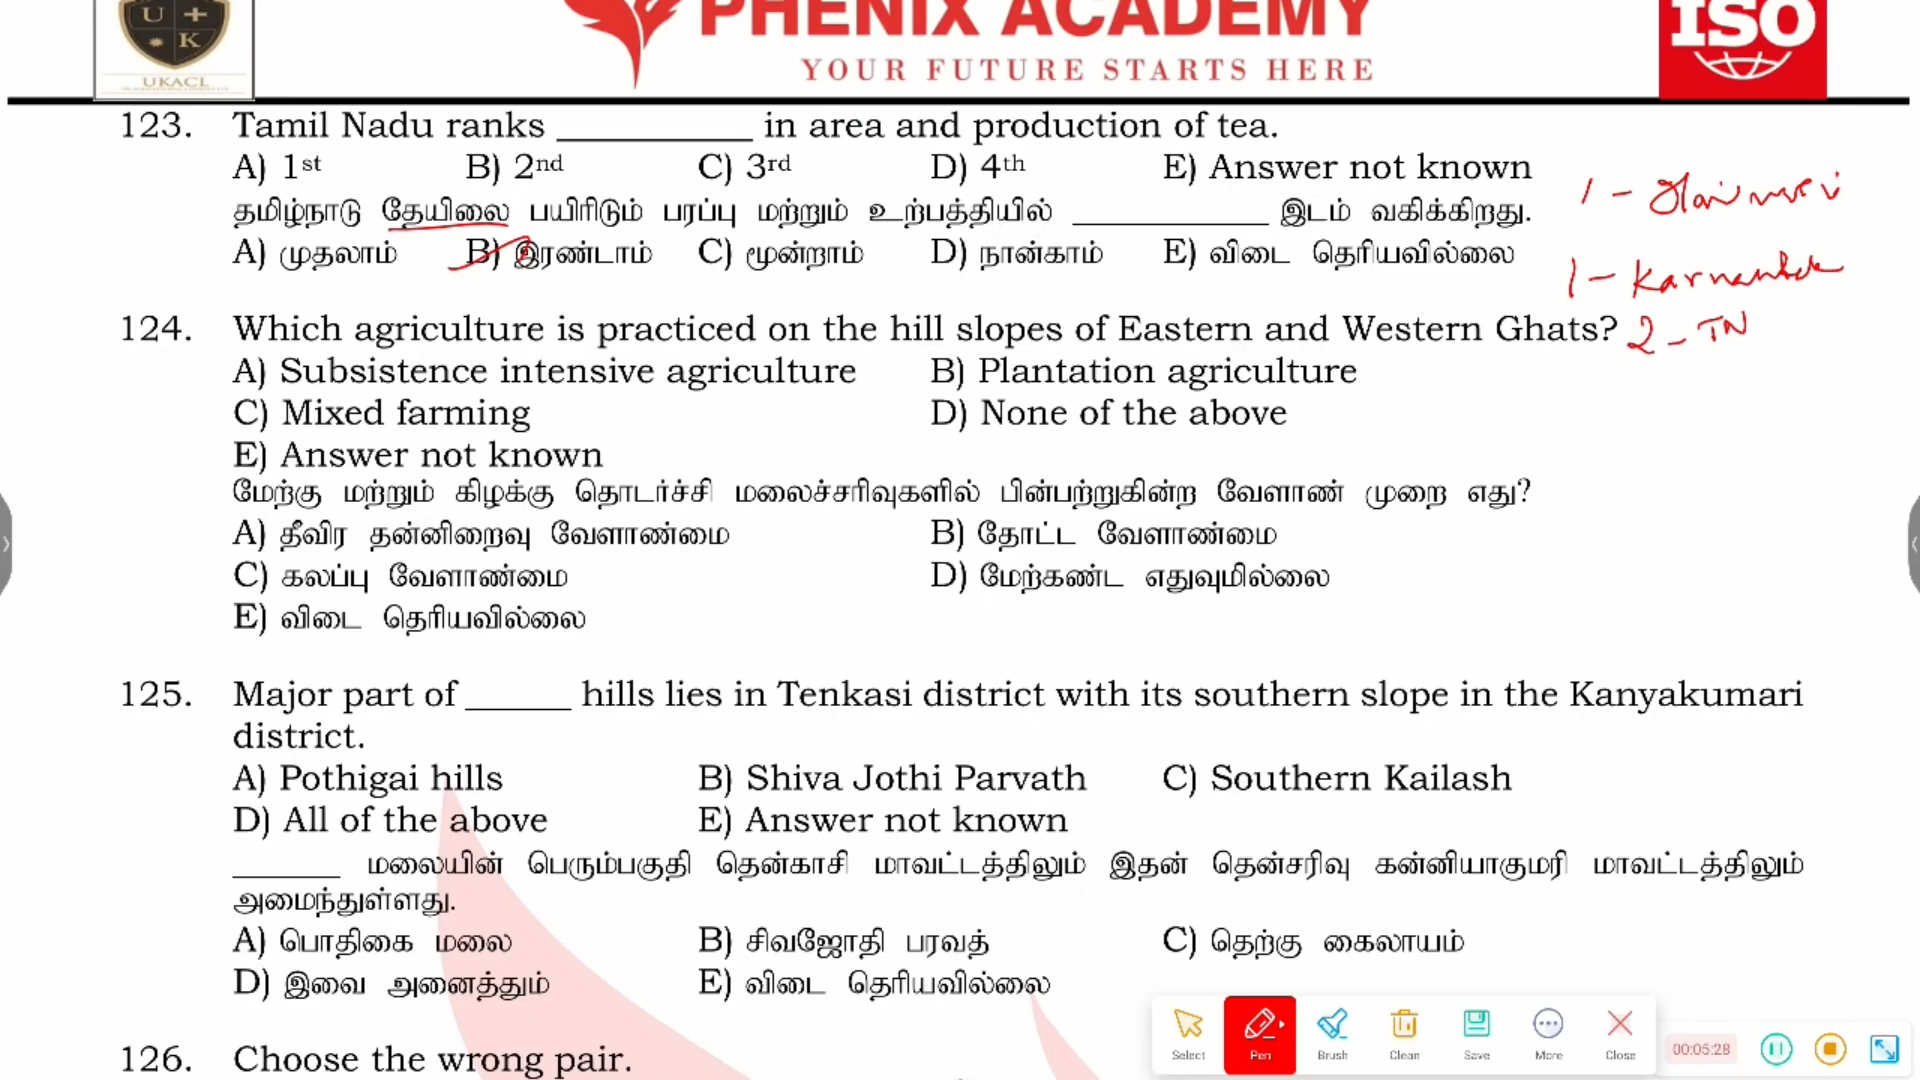 U + K
UKACL
PHENIX ACADEMY
YOUR FUTURE STARTS HERE
ISO
123. Tamil Nadu ranks __________ in area and production of tea.
A) 1st B) 2nd C) 3rd D) 4th E) Answer not known
தமிழ்நாடு தேயிலை பயிரிடும் பரப்பு மற்றும் உற்பத்தியில் __________ இடம் வகிக்கிறது.
A) முதலாம் B) இரண்டாம் C) மூன்றாம் D) நான்காம் E) விடை தெரியவில்லை
1 -
1 - Karnataka
2 - TN
124. Which agriculture is practiced on the hill slopes of Eastern and Western Ghats?
A) Subsistence intensive agriculture B) Plantation agriculture
C) Mixed farming D) None of the above
E) Answer not known
மேற்கு மற்றும் கிழக்கு தொடர்ச்சி மலைச்சரிவுகளில் பின்பற்றுகின்ற வேளாண் முறை எது?
A) தீவிர தன்னிறைவு வேளாண்மை B) தோட்ட வேளாண்மை
C) கலப்பு வேளாண்மை D) மேற்கண்ட எதுவுமில்லை
E) விடை தெரியவில்லை
125. Major part of ______ hills lies in Tenkasi district with its southern slope in the Kanyakumari
district.
A) Pothigai hills B) Shiva Jothi Parvath C) Southern Kailash
D) All of the above E) Answer not known
______ மலையின் பெரும்பகுதி தென்காசி மாவட்டத்திலும் இதன் தென்சரிவு கன்னியாகுமரி மாவட்டத்திலும்
அமைந்துள்ளது.
A) பொதிகை மலை B) சிவஜோதி பரவத் C) தெற்கு கைலாயம்
D) இவை அனைத்தும் E) விடை தெரியவில்லை
126. Choose the wrong pair.
Select Pen Brush Clean Save More Close
00:05:28